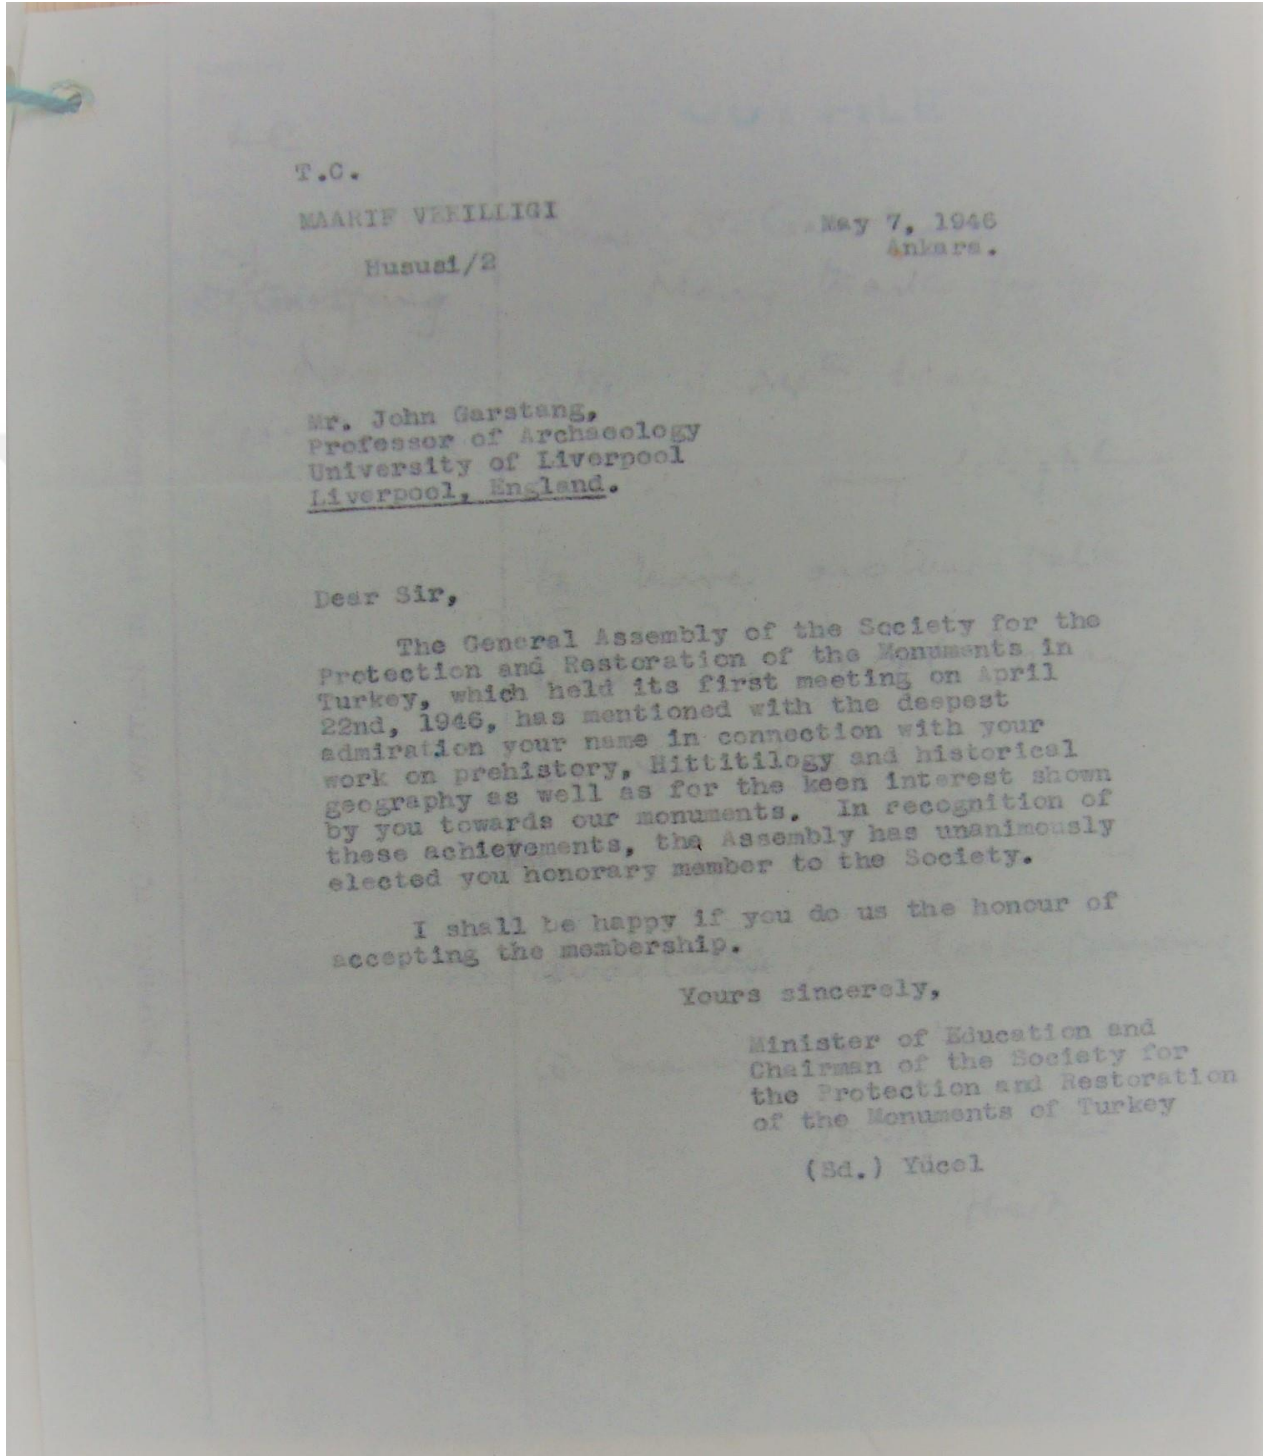 T.C.
MAARIF VEKILLIGI
May 7, 1946
Ankara.
Hususi/2
Mr. John Garstang,
Professor of Archaeology
University of Liverpool
Liverpool, England.
Dear Sir,
The General Assembly of the Society for the
Protection and Restoration of the Monuments in
Turkey, which held its first meeting on April
22nd, 1946, has mentioned with the deepest
admiration your name in connection with your
work on prehistory, Hittitilogy and historical
geography as well as for the keen interest shown
by you towards our monuments. In recognition of
these achievements, the Assembly has unanimously
elected you honorary member to the Society.
I shall be happy if you do us the honour of
accepting the membership.
Yours sincerely,
Minister of Education and
Chairman of the Society for
the Protection and Restoration
of the Monuments of Turkey
(Sd.) Yücel